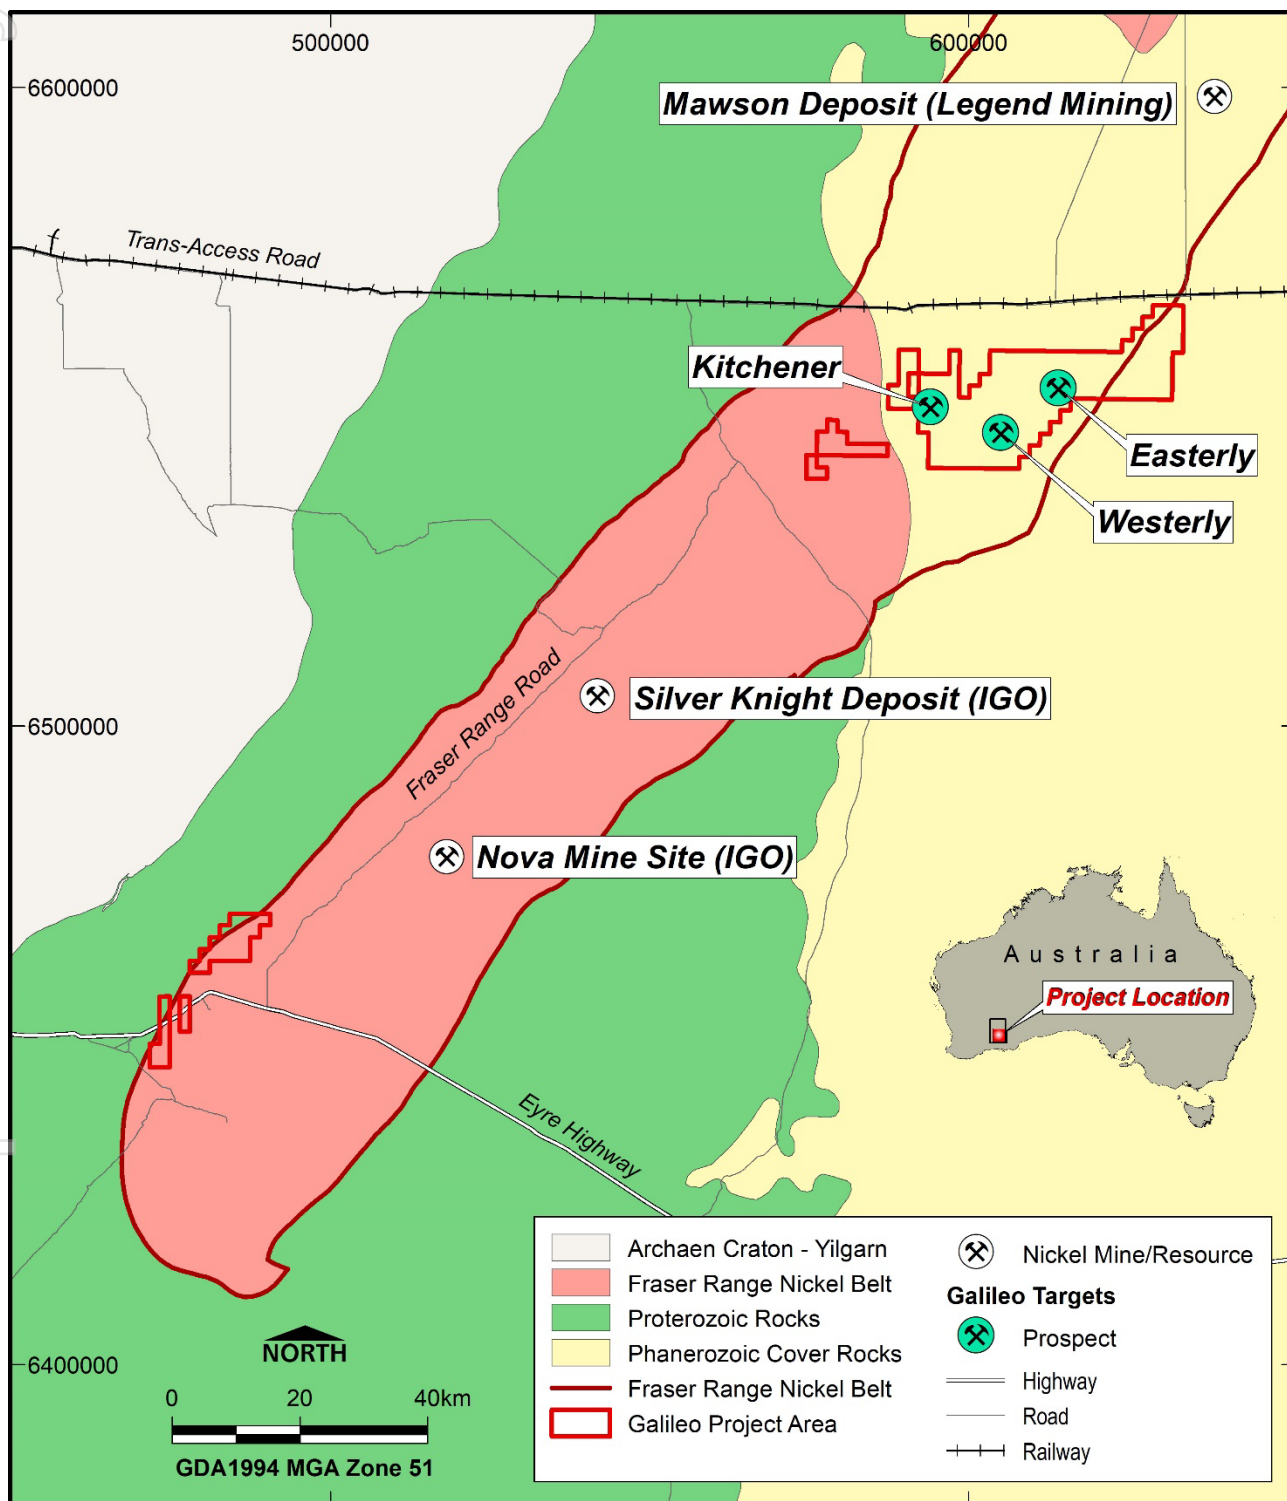 500000
600000
6600000
Mawson Deposit (Legend Mining)
Trans-Access Road
Kitchener
Easterly
Westerly
Silver Knight Deposit (IGO)
Fraser Range Road
6500000
Nova Mine Site (IGO)
Australia
Project Location
Eyre Highway
6400000
NORTH
0 20 40km
GDA1994 MGA Zone 51
Archaen Craton - Yilgarn
Fraser Range Nickel Belt
Proterozoic Rocks
Phanerozoic Cover Rocks
Fraser Range Nickel Belt
Galileo Project Area
Nickel Mine/Resource
Galileo Targets
Prospect
Highway
Road
Railway